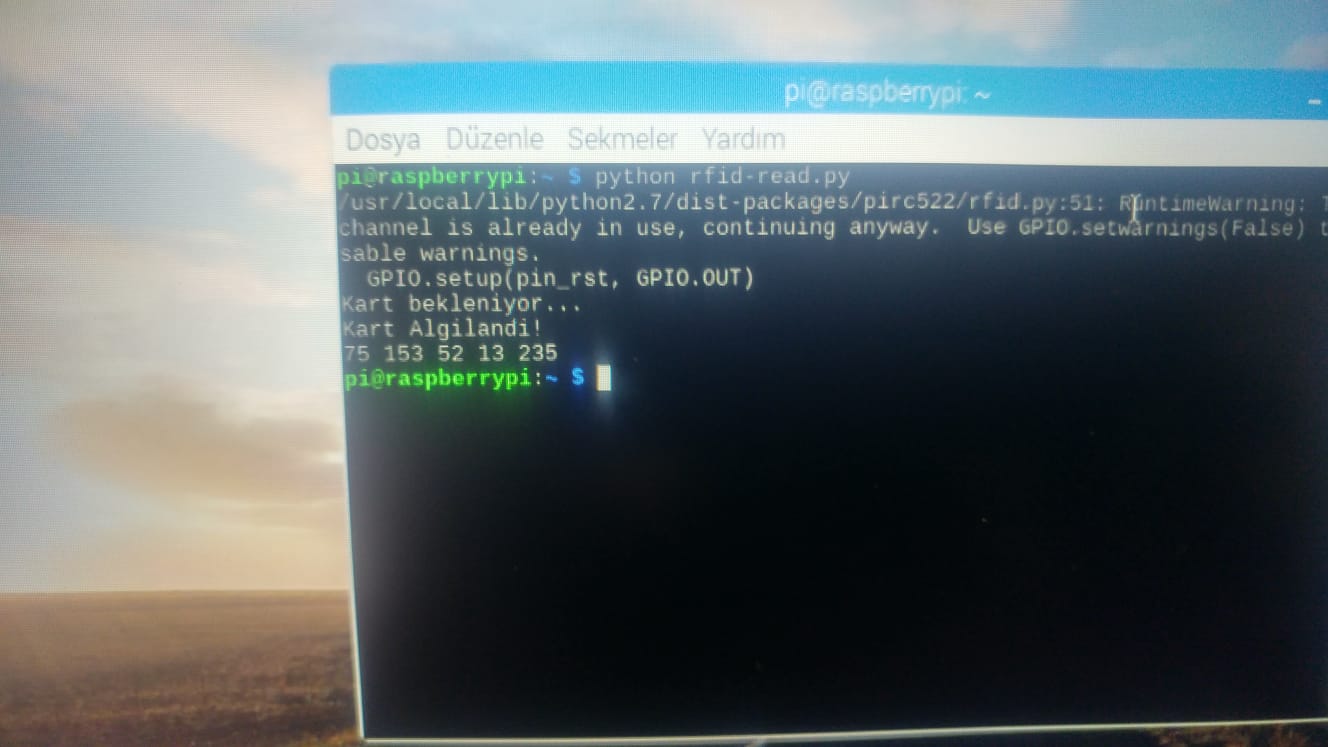 pi@raspberrypi: ~
Dosya Düzenle Sekmeler Yardım
pi@raspberrypi:~ $ python rfid-read.py
/usr/local/lib/python2.7/dist-packages/pirc522/rfid.py:51: RuntimeWarning:
channel is already in use, continuing anyway.  Use GPIO.setwarnings(False)
sable warnings.
  GPIO.setup(pin_rst, GPIO.OUT)
Kart bekleniyor...
Kart Algilandi!
75 153 52 13 235
pi@raspberrypi:~ $